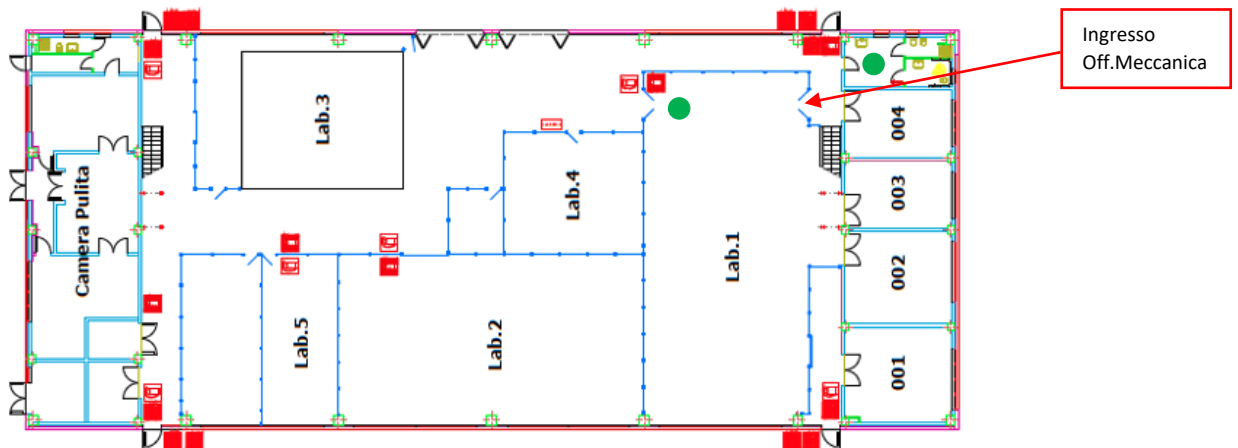 Ingresso
Off.Meccanica
Lab.3
Lab.4
Camera Pulita
Lab.5
Lab.2
Lab.1
004
003
002
001